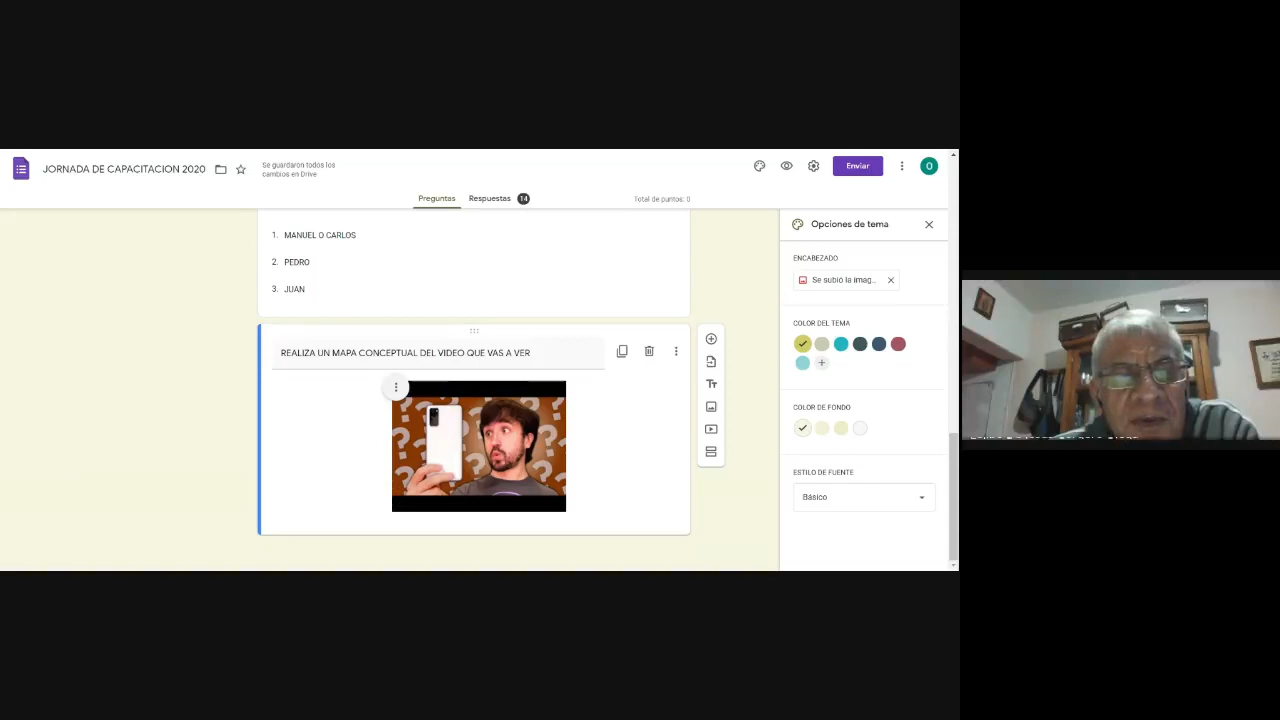 JORNADA DE CAPACITACION 2020
Se guardaron todos los
cambios en Drive
Enviar
O
Preguntas
Respuestas 14
Total de puntos: 0
1. MANUEL O CARLOS
2. PEDRO
3. JUAN
REALIZA UN MAPA CONCEPTUAL DEL VIDEO QUE VAS A VER
Tт
Opciones de tema
ENCABEZADO
Se subió la imag...
COLOR DEL TEMA
COLOR DE FONDO
ESTILO DE FUENTE
Básico